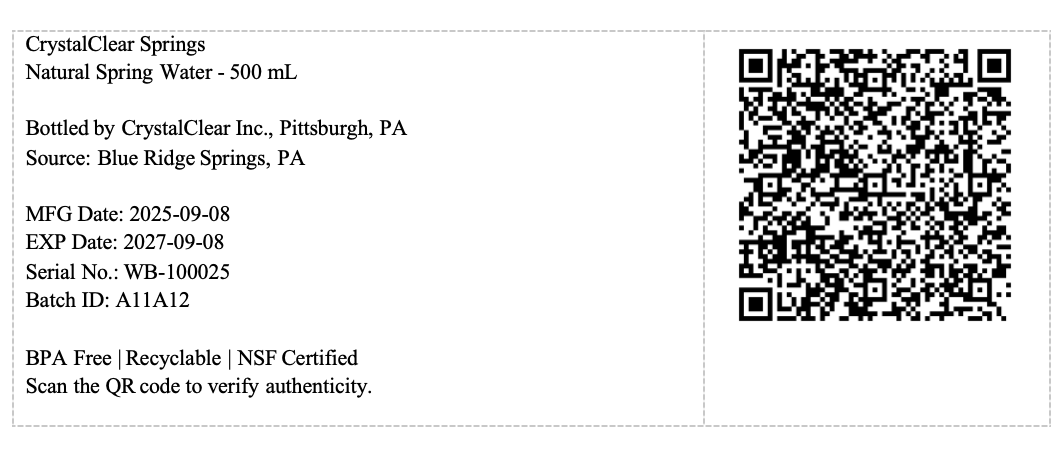 CrystalClear Springs
Natural Spring Water - 500 mL
Bottled by CrystalClear Inc., Pittsburgh, PA
Source: Blue Ridge Springs, PA
MFG Date: 2025-09-08
EXP Date: 2027-09-08
Serial No.: WB-100025
Batch ID: A11A12
BPA Free | Recyclable | NSF Certified
Scan the QR code to verify authenticity.